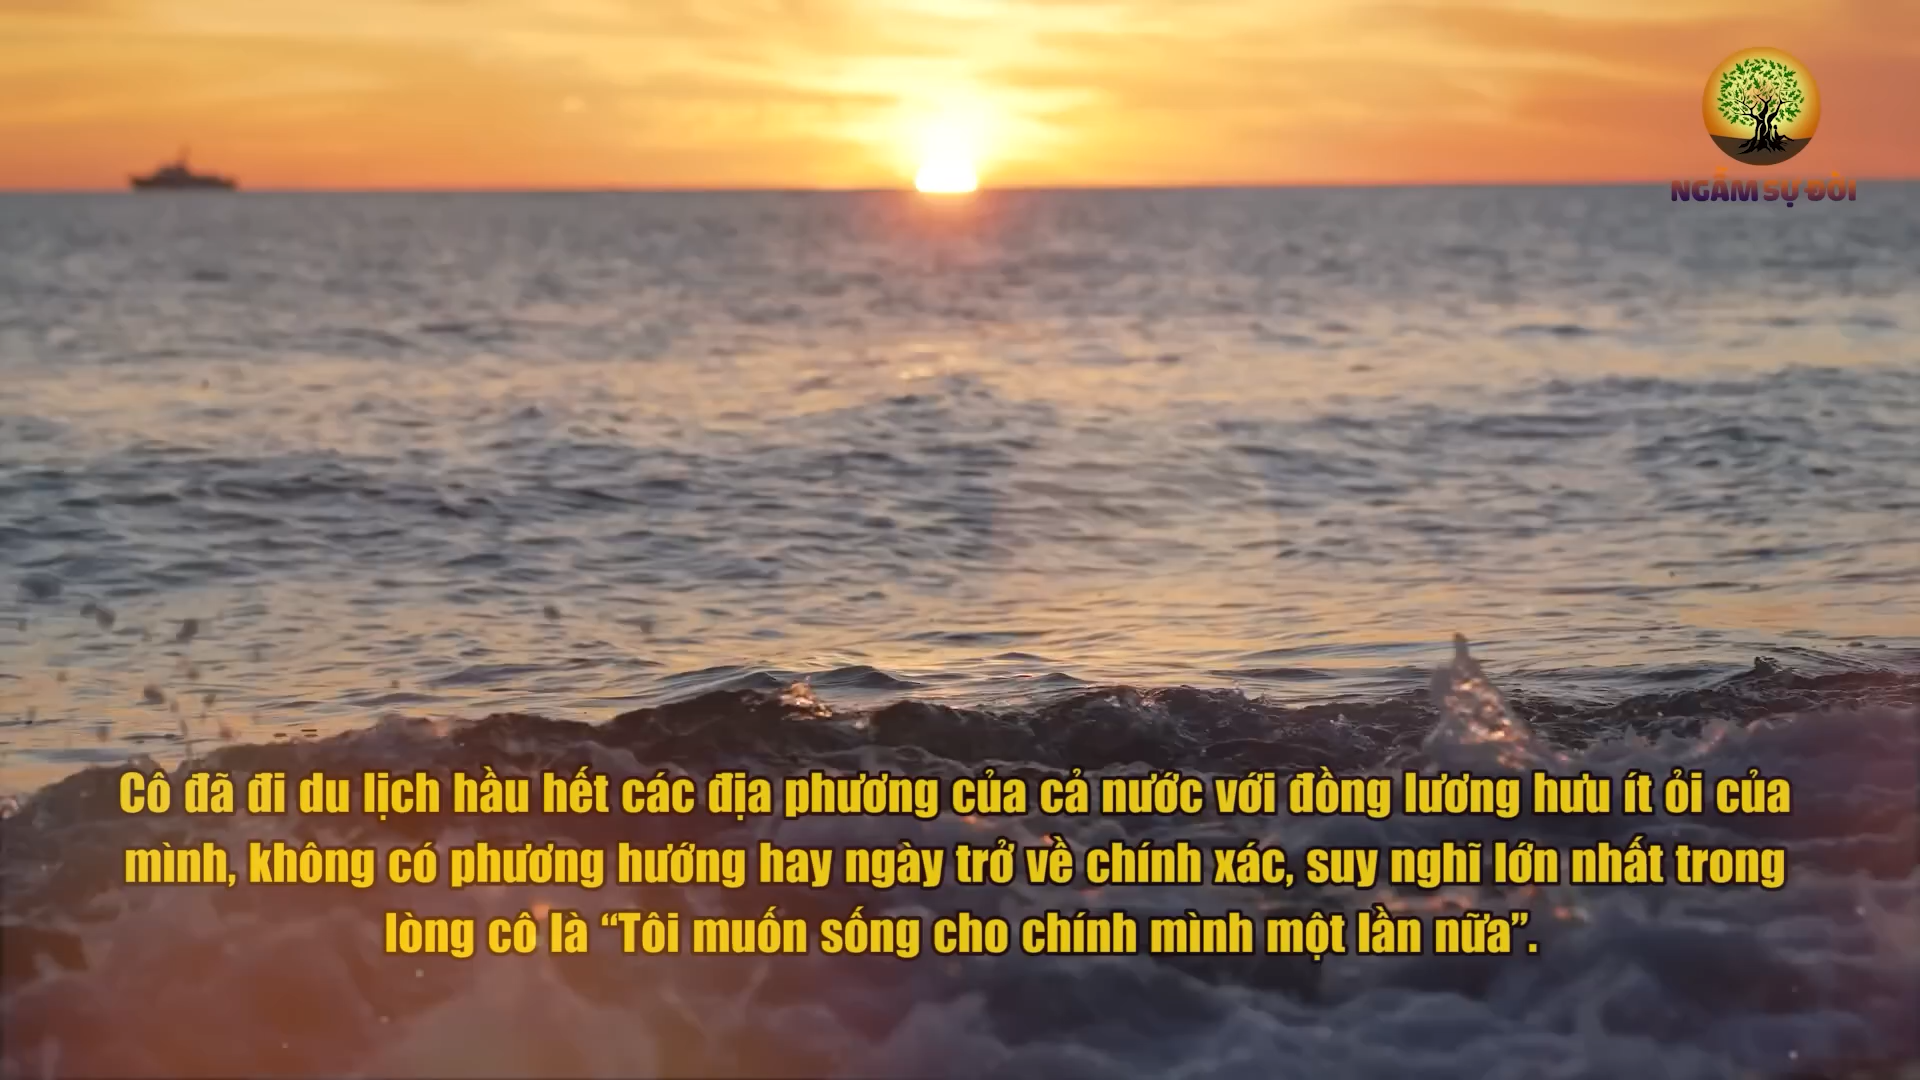 NGẪM SỰ ĐỜI
Cô đã đi du lịch hầu hết các địa phương của cả nước với đồng lương hưu ít ỏi của
mình, không có phương hướng hay ngày trở về chính xác, suy nghĩ lớn nhất trong
lòng cô là “Tôi muốn sống cho chính mình một lần nữa”.